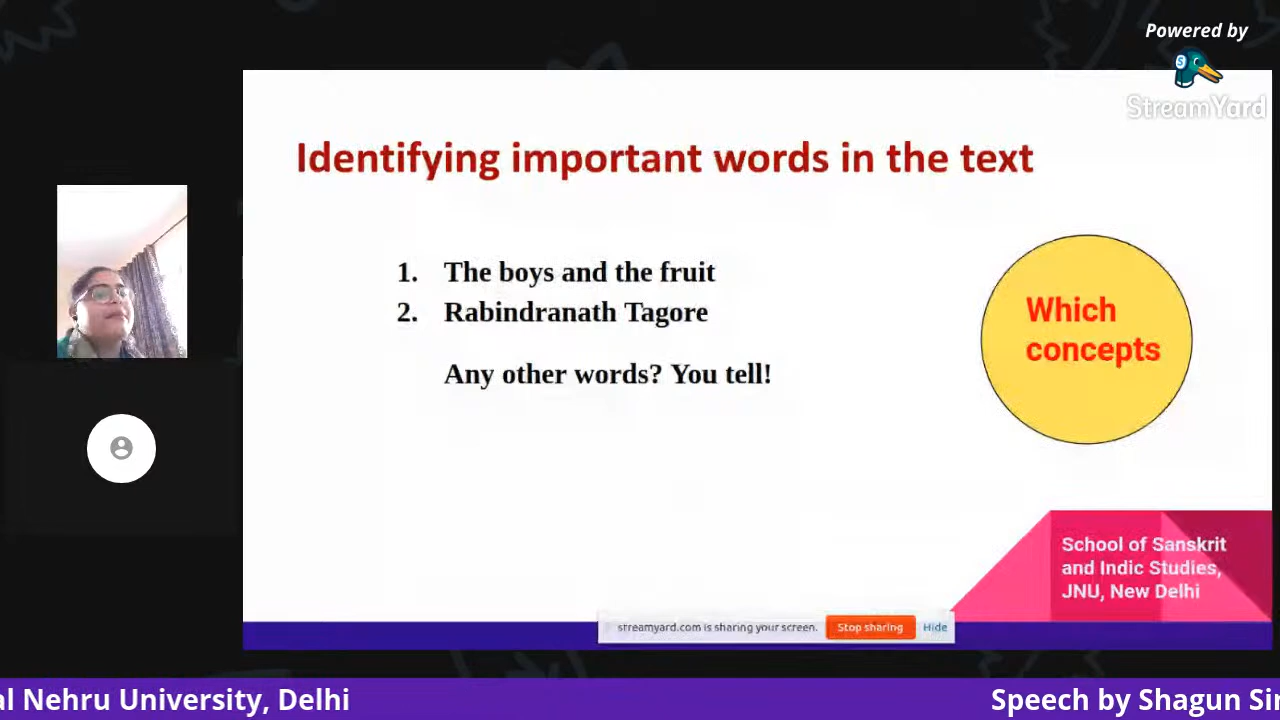 Powered by
StreamYard
Identifying important words in the text
1. The boys and the fruit
2. Rabindranath Tagore
Any other words? You tell!
Which
concepts
School of Sanskrit
and Indic Studies,
JNU, New Delhi
streamyard.com is sharing your screen. Stop sharing Hide
al Nehru University, Delhi Speech by Shagun Sin